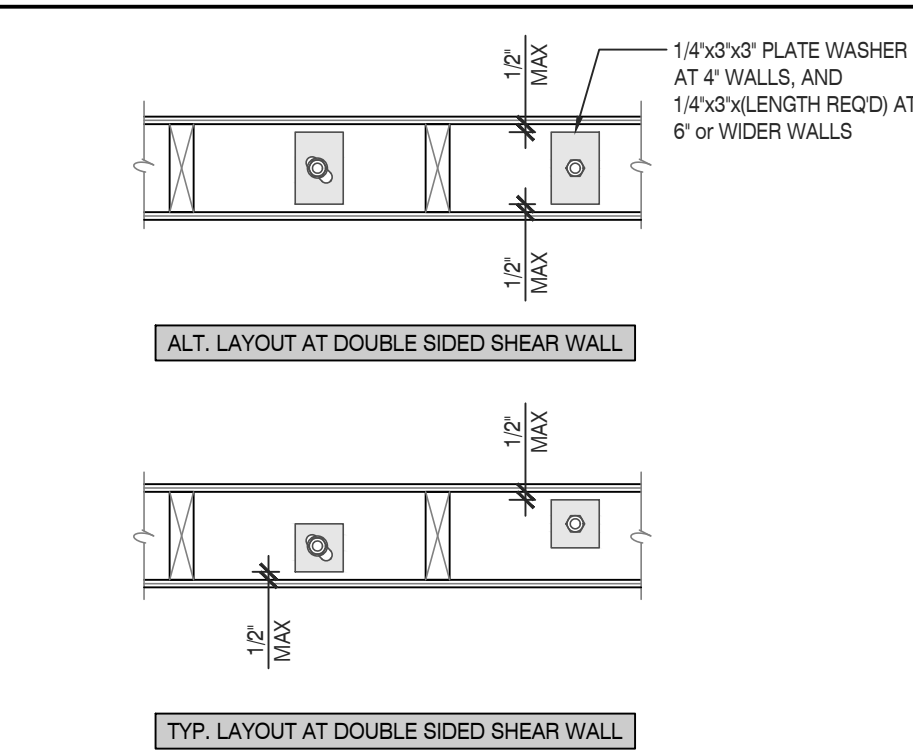 1/2"
MAX
1/4"x3"x3" PLATE WASHER
AT 4" WALLS, AND
1/4"x3"x(LENGTH REQ'D) AT
6" or WIDER WALLS
1/2"
MAX
ALT. LAYOUT AT DOUBLE SIDED SHEAR WALL
1/2"
MAX
1/2"
MAX
TYP. LAYOUT AT DOUBLE SIDED SHEAR WALL